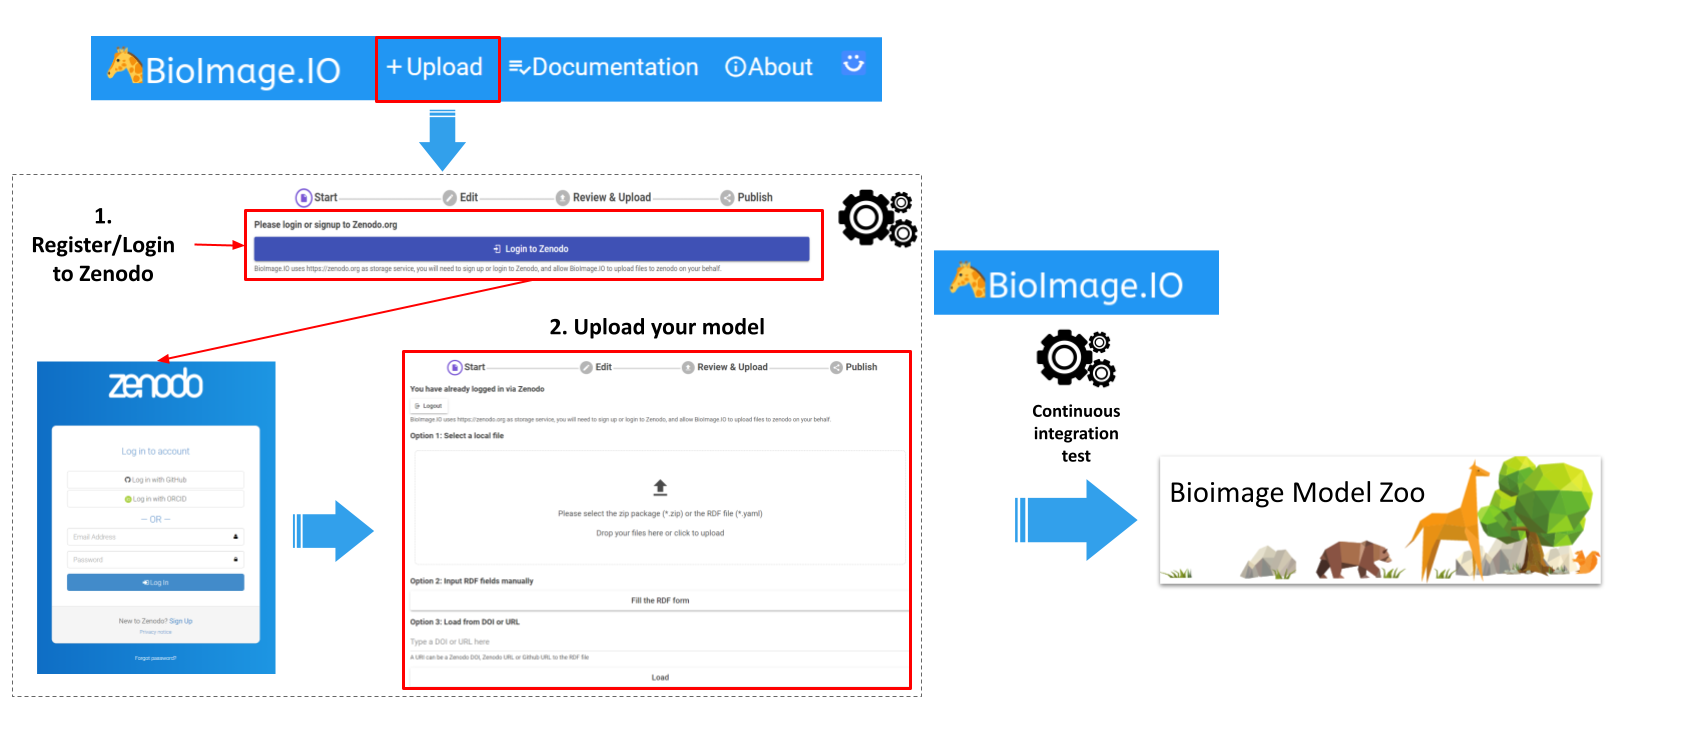 BioImage.IO
+ Upload
Documentation
About
1.
Register/Login
to Zenodo
Start
Edit
Review & Upload
Publish
Please login or signup to Zenodo.org
Login to Zenodo
BioImage.IO uses https://zenodo.org as storage service, you will need to sign up or login to Zenodo, and allow BioImage.IO to upload files to zenodo on your behalf.
zenodo
Log in to account
Log in with GitHub
Log in with ORCID
— OR —
Email Address
Password
Log In
New to Zenodo? Sign Up
Privacy notice
Forgot password?
2. Upload your model
Start
Edit
Review & Upload
Publish
You have already logged in via Zenodo
Logout
BioImage.IO uses https://zenodo.org as storage service, you will need to sign up or login to Zenodo, and allow BioImage.IO to upload files to zenodo on your behalf.
Option 1: Select a local file
Please select the zip package (*.zip) or the RDF file (*.yaml)
Drop your files here or click to upload
Option 2: Input RDF fields manually
Fill the RDF form
Option 3: Load from DOI or URL
Type a DOI or URL here
A URI can be a Zenodo DOI, Zenodo URL or Github URL to the RDF file
Load
BioImage.IO
Continuous
integration
test
Bioimage Model Zoo